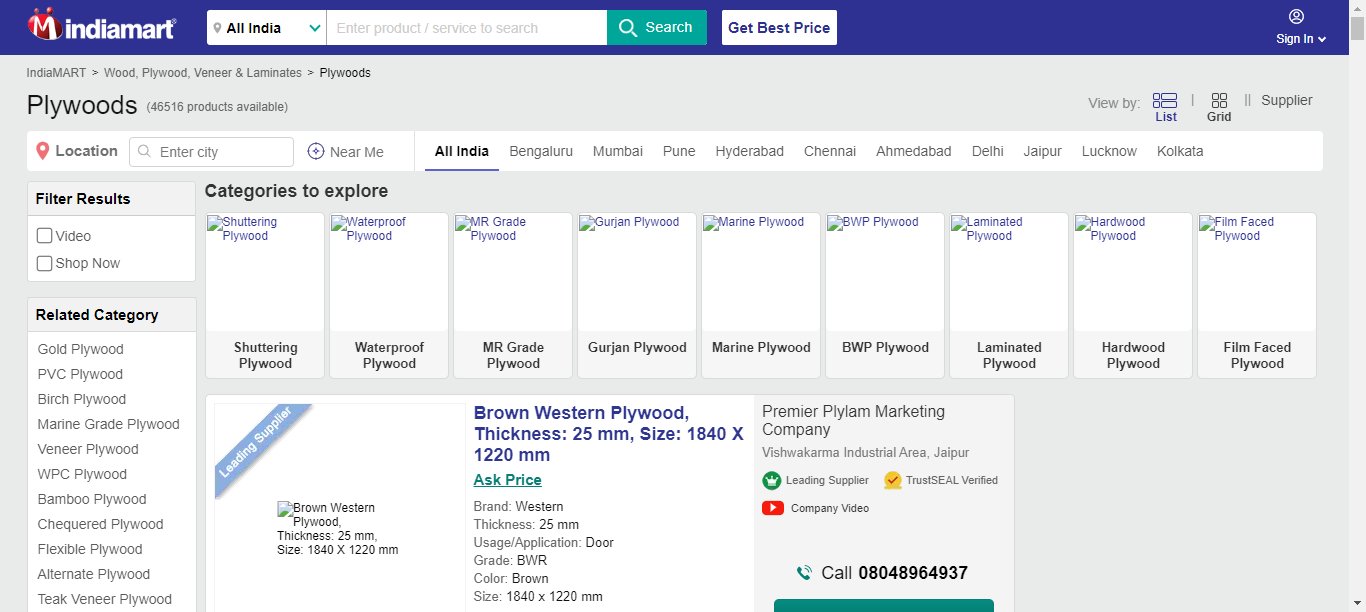 indiamart
All India
Enter product / service to search
Search
Get Best Price
Sign In
IndiaMART > Wood, Plywood, Veneer & Laminates > Plywoods
Plywoods (46516 products available)
View by:
List
Grid
Supplier
Location
Enter city
Near Me
All India
Bengaluru
Mumbai
Pune
Hyderabad
Chennai
Ahmedabad
Delhi
Jaipur
Lucknow
Kolkata
Filter Results
Video
Shop Now
Related Category
Gold Plywood
PVC Plywood
Birch Plywood
Marine Grade Plywood
Veneer Plywood
WPC Plywood
Bamboo Plywood
Chequered Plywood
Flexible Plywood
Alternate Plywood
Teak Veneer Plywood
Categories to explore
Shuttering
Plywood
Shuttering
Plywood
Waterproof
Plywood
Waterproof
Plywood
MR Grade
Plywood
MR Grade
Plywood
Gurjan Plywood
Gurjan Plywood
Marine Plywood
Marine Plywood
BWP Plywood
BWP Plywood
Laminated
Plywood
Laminated
Plywood
Hardwood
Plywood
Hardwood
Plywood
Film Faced
Plywood
Film Faced
Plywood
Leading Supplier
Brown Western
Plywood,
Thickness: 25 mm,
Size: 1840 X 1220 mm
Brown Western Plywood,
Thickness: 25 mm, Size: 1840 X
1220 mm
Ask Price
Brand: Western
Thickness: 25 mm
Usage/Application: Door
Grade: BWR
Color: Brown
Size: 1840 x 1220 mm
Premier Plylam Marketing
Company
Vishwakarma Industrial Area, Jaipur
Leading Supplier
TrustSEAL Verified
Company Video
Call 08048964937